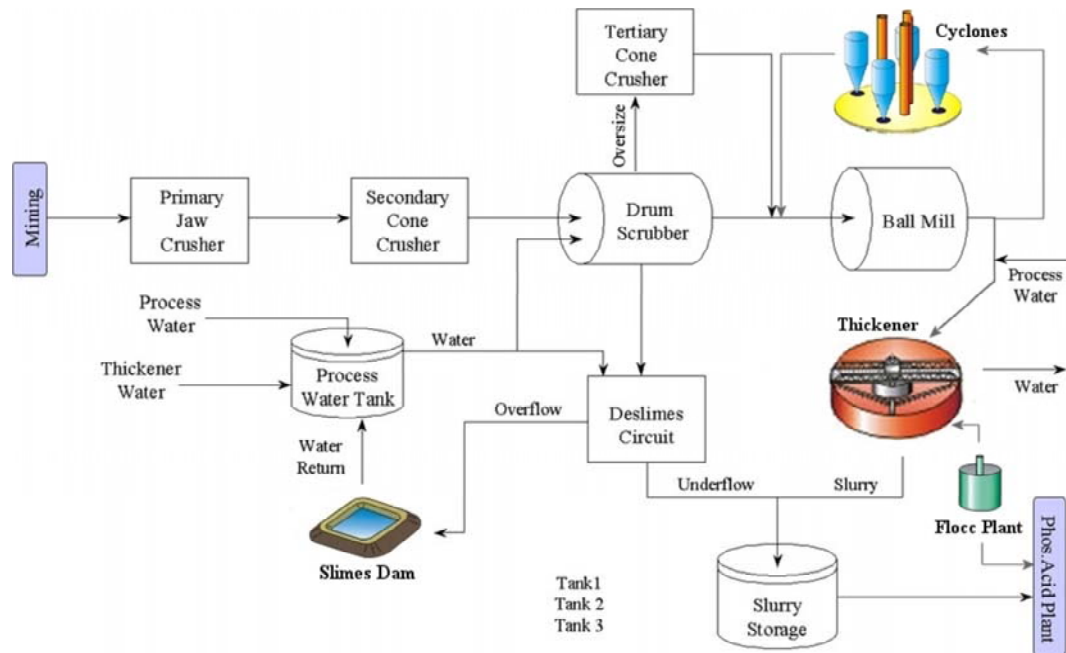 Tertiary
Cone
Crusher
Cyclones
Oversize
Mining
Primary
Jaw
Crusher
Secondary
Cone
Crusher
Drum
Scrubber
Ball Mill
Process
Water
Process
Water
Thickener
Water
Process
Water Tank
Water
Thickener
Water
Deslimes
Circuit
Overflow
Water
Return
Underflow
Slurry
Flocc Plant
Slimes Dam
Tank1
Tank 2
Tank 3
Slurry
Storage
Phos.Acid Plant